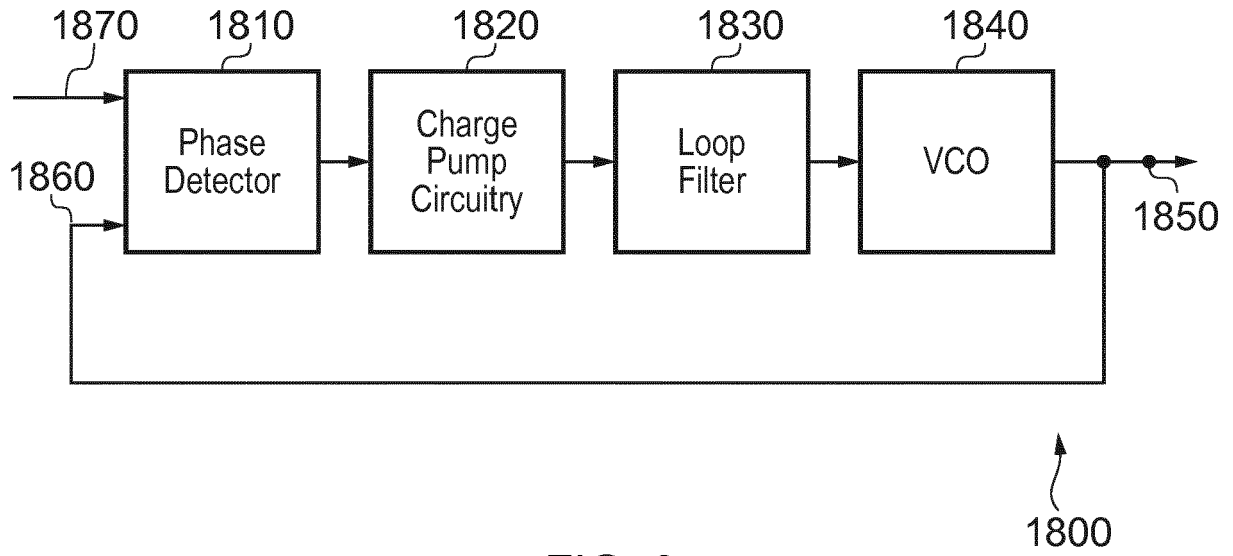 1870
1810
1820
1830
1840
Phase
Detector
Charge
Pump
Circuitry
Loop
Filter
VCO
1860
1850
1800